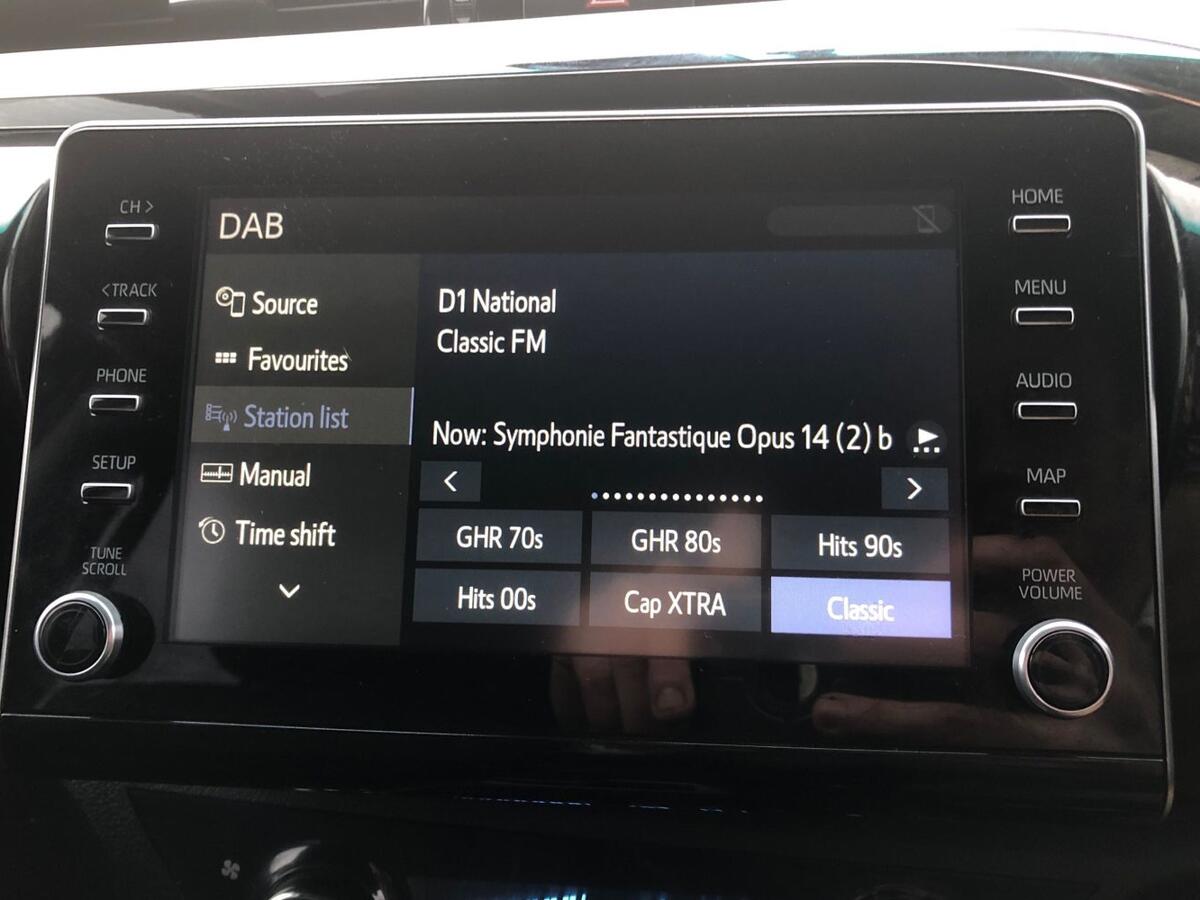 CH >
<TRACK
PHONE
SETUP
TUNE
SCROLL
DAB
Source
Favourites
Station list
Manual
Time shift
D1 National
Classic FM
Now: Symphonie Fantastique Opus 14 (2) b
GHR 70s
GHR 80s
Hits 90s
Hits 00s
Cap XTRA
Classic
HOME
MENU
AUDIO
MAP
POWER
VOLUME